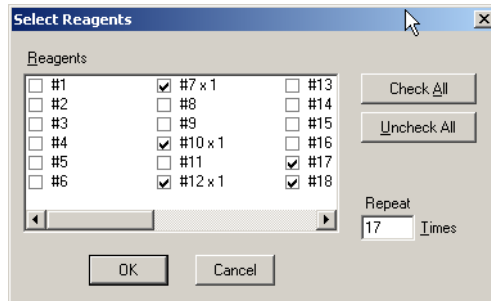 Select Reagents
Reagents
#1
#2
#3
#4
#5
#6
#7 x 1
#8
#9
#10 x 1
#11
#12 x 1
#13
#14
#15
#16
#17
#18
Check All
Uncheck All
Repeat
17 Times
OK
Cancel